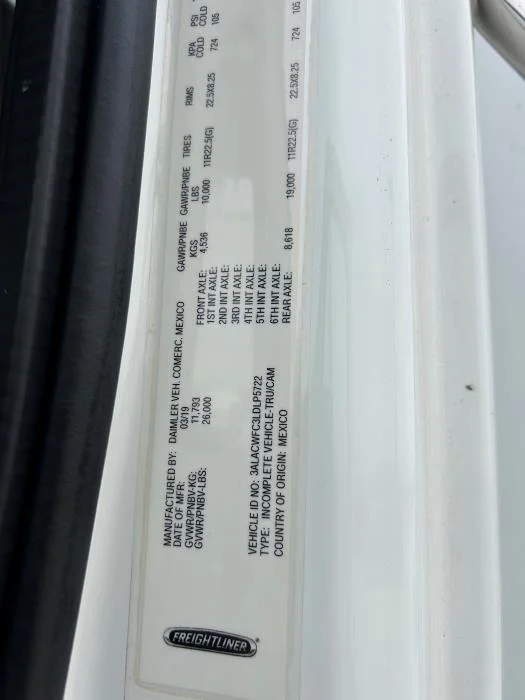 FREIGHTLINER
MANUFACTURED BY: DAIMLER VEH. COMERC. MEXICO
DATE OF MFR: 03/19
GVWR/PNBV-KG: 11,793
GVWR/PNBV-LBS: 26,000
VEHICLE ID NO: 3ALACWFC3LDLP5722
TYPE: INCOMPLETE VEHICLE-TRU/CAM
COUNTRY OF ORIGIN: MEXICO
GAWR/PNBE GAWR/PNBE TIRES RIMS KPA PSI
KGS LBS COLD COLD
FRONT AXLE: 4,536 10,000 11R22.5(G) 22.5X8.25 724 105
1ST INT AXLE:
2ND INT AXLE:
3RD INT AXLE:
4TH INT AXLE:
5TH INT AXLE:
6TH INT AXLE:
REAR AXLE: 8,618 19,000 11R22.5(G) 22.5X8.25 724 105